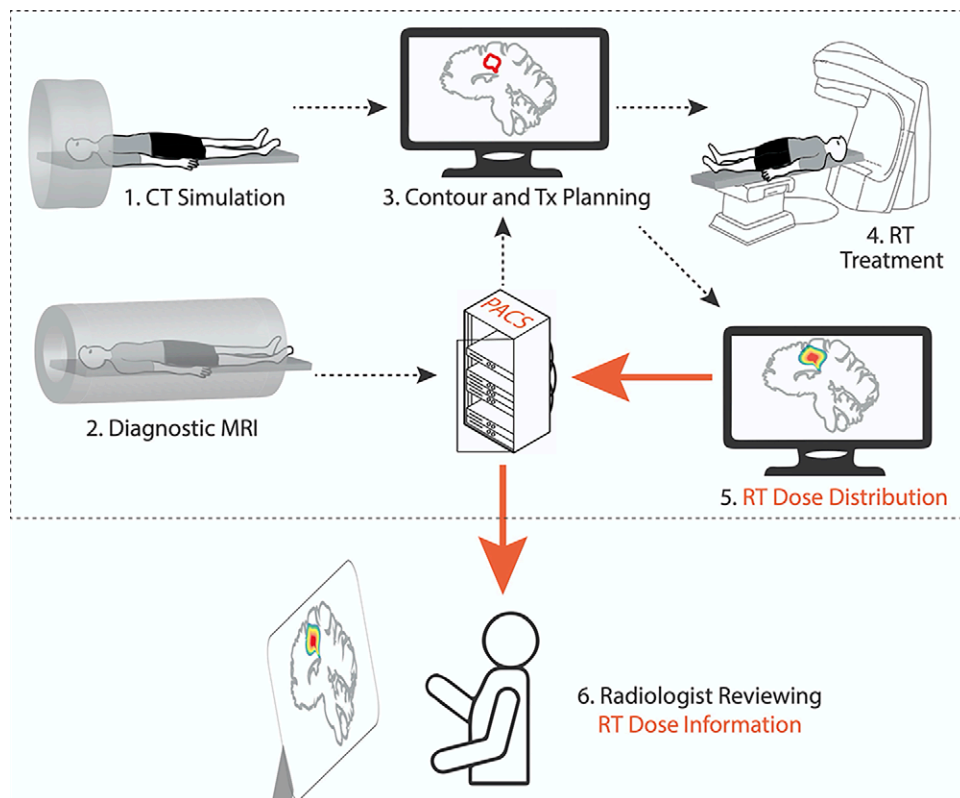 1. CT Simulation
3. Contour and Tx Planning
4. RT
Treatment
PACS
2. Diagnostic MRI
5. RT Dose Distribution
6. Radiologist Reviewing
RT Dose Information